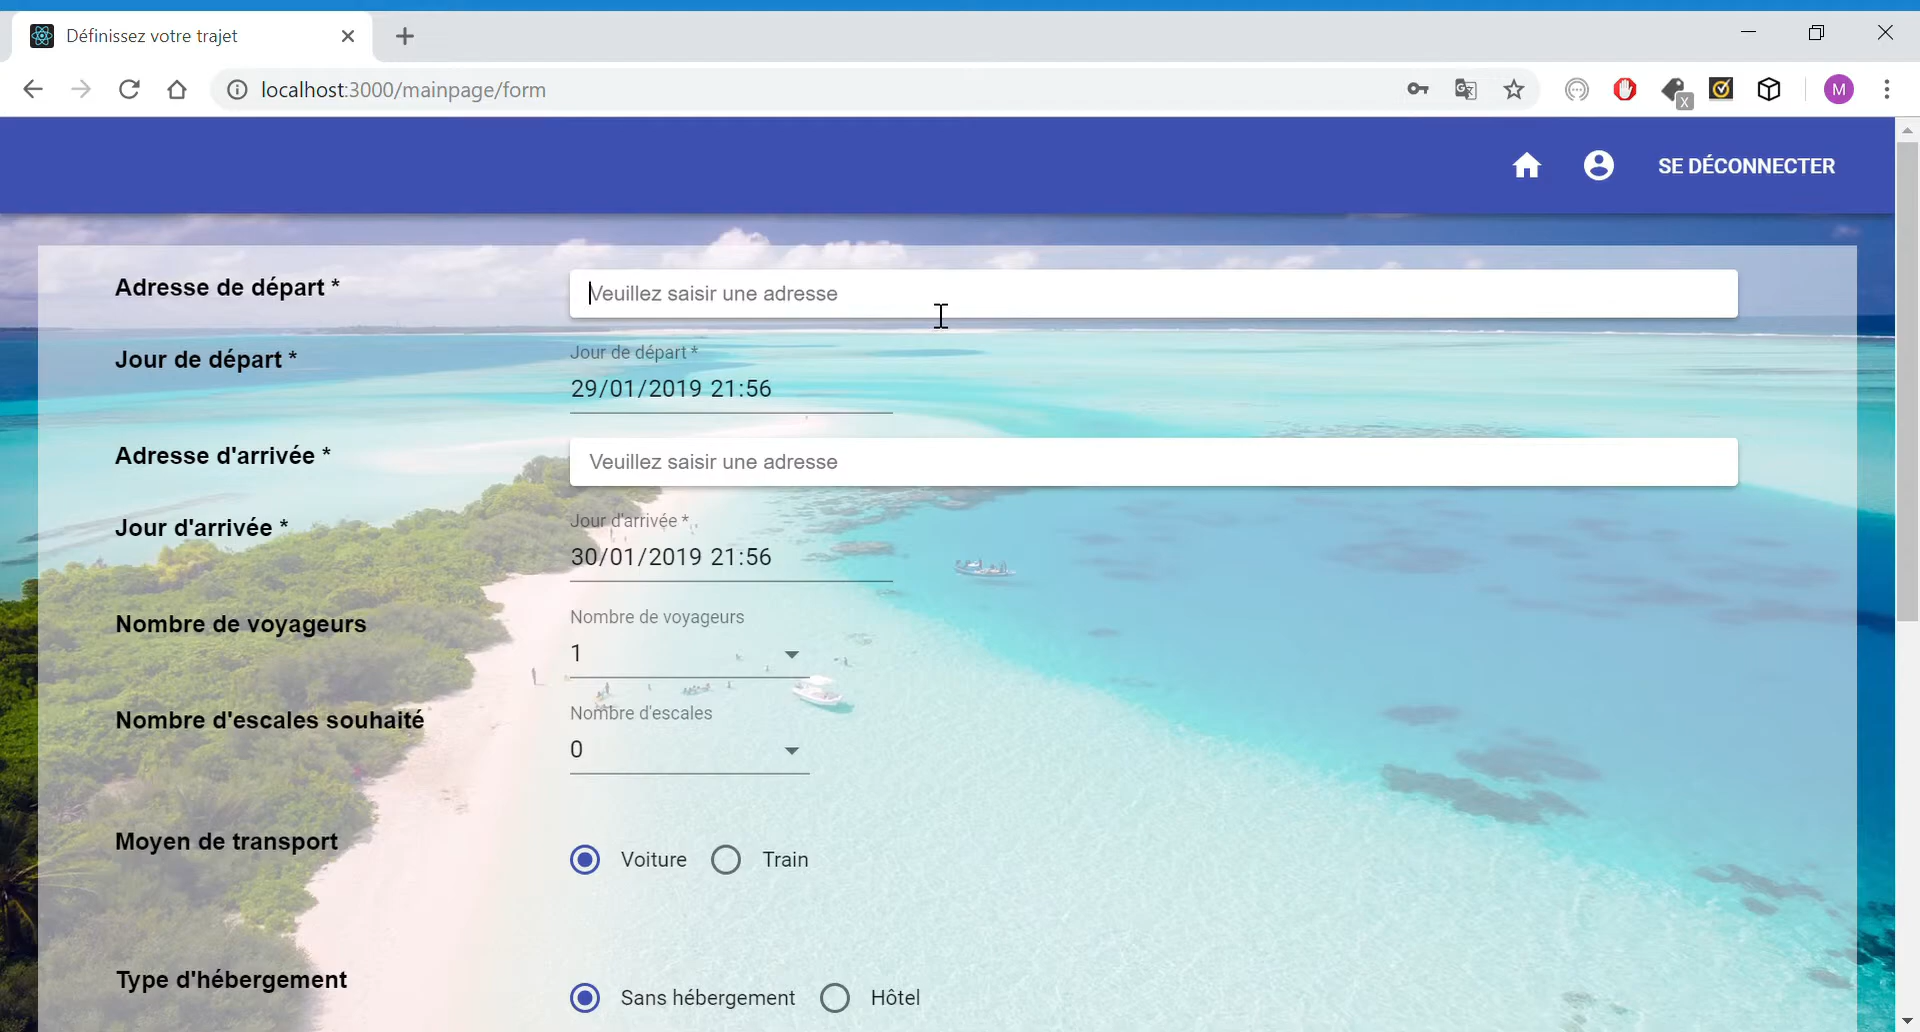 Définissez votre trajet
localhost:3000/mainpage/form
X
M
SE DÉCONNECTER
Adresse de départ *
Veuillez saisir une adresse
Jour de départ *
Jour de départ *
29/01/2019 21:56
Adresse d'arrivée *
Veuillez saisir une adresse
Jour d'arrivée *
Jour d'arrivée *
30/01/2019 21:56
Nombre de voyageurs
Nombre de voyageurs
1
Nombre d'escales souhaité
Nombre d'escales
0
Moyen de transport
Voiture Train
Type d'hébergement
Sans hébergement Hôtel